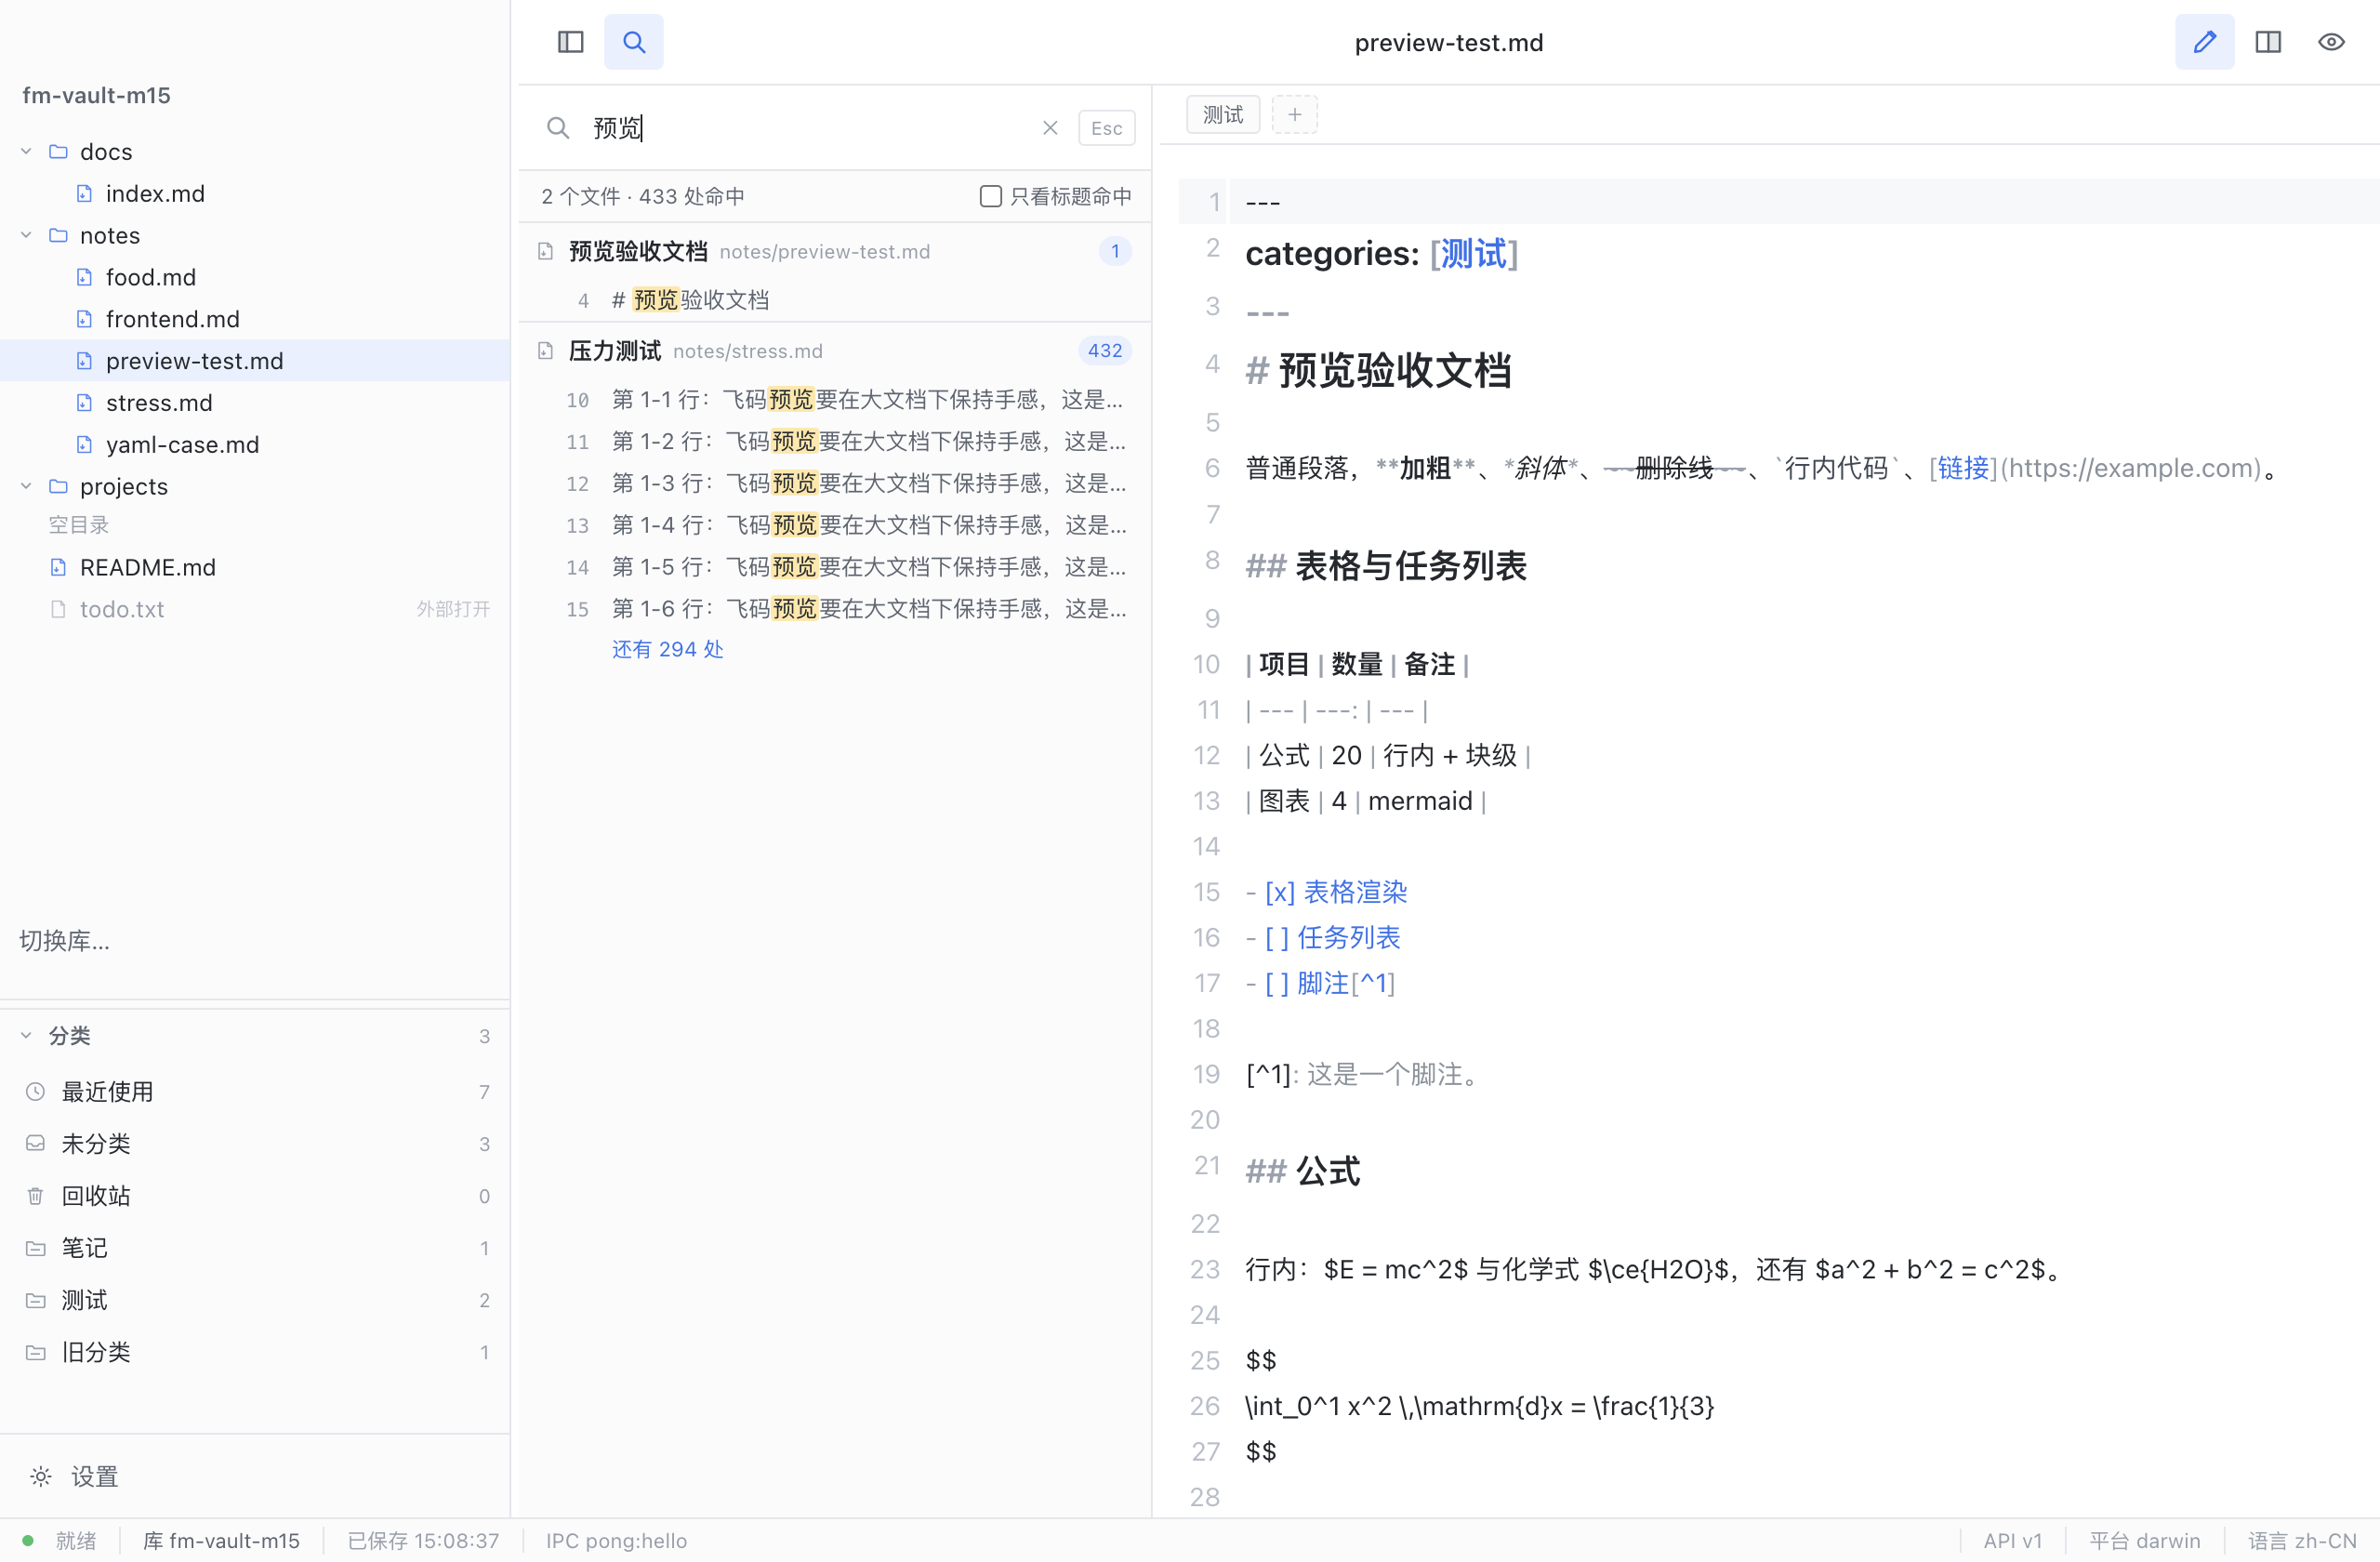 preview-test.md
fm-vault-m15
docs
index.md
notes
food.md
frontend.md
preview-test.md
stress.md
yaml-case.md
projects
空目录
README.md
todo.txt 外部打开
切换库...
分类 3
最近使用 7
未分类 3
回收站 0
笔记 1
测试 2
旧分类 1
设置
预览 Esc
2 个文件 · 433 处命中 只看标题命中
预览验收文档 notes/preview-test.md 1
4 # 预览验收文档
压力测试 notes/stress.md 432
10 第 1-1 行：飞码预览要在大文档下保持手感，这是...
11 第 1-2 行：飞码预览要在大文档下保持手感，这是...
12 第 1-3 行：飞码预览要在大文档下保持手感，这是...
13 第 1-4 行：飞码预览要在大文档下保持手感，这是...
14 第 1-5 行：飞码预览要在大文档下保持手感，这是...
15 第 1-6 行：飞码预览要在大文档下保持手感，这是...
还有 294 处
测试 +
1 ---
2 categories: [测试]
3 ---
4 # 预览验收文档
5
6 普通段落，**加粗**、*斜体*、~~删除线~~、`行内代码`、[链接](https://example.com)。
7
8 ## 表格与任务列表
9
10 | 项目 | 数量 | 备注 |
11 | --- | ---: | --- |
12 | 公式 | 20 | 行内 + 块级 |
13 | 图表 | 4 | mermaid |
14
15 - [x] 表格渲染
16 - [ ] 任务列表
17 - [ ] 脚注[^1]
18
19 [^1]: 这是一个脚注。
20
21 ## 公式
22
23 行内：$E = mc^2$ 与化学式 $\ce{H2O}$，还有 $a^2 + b^2 = c^2$。
24
25 $$
26 \int_0^1 x^2 \,\mathrm{d}x = \frac{1}{3}
27 $$
28
就绪 库 fm-vault-m15 已保存 15:08:37 IPC pong:hello API v1 平台 darwin 语言 zh-CN